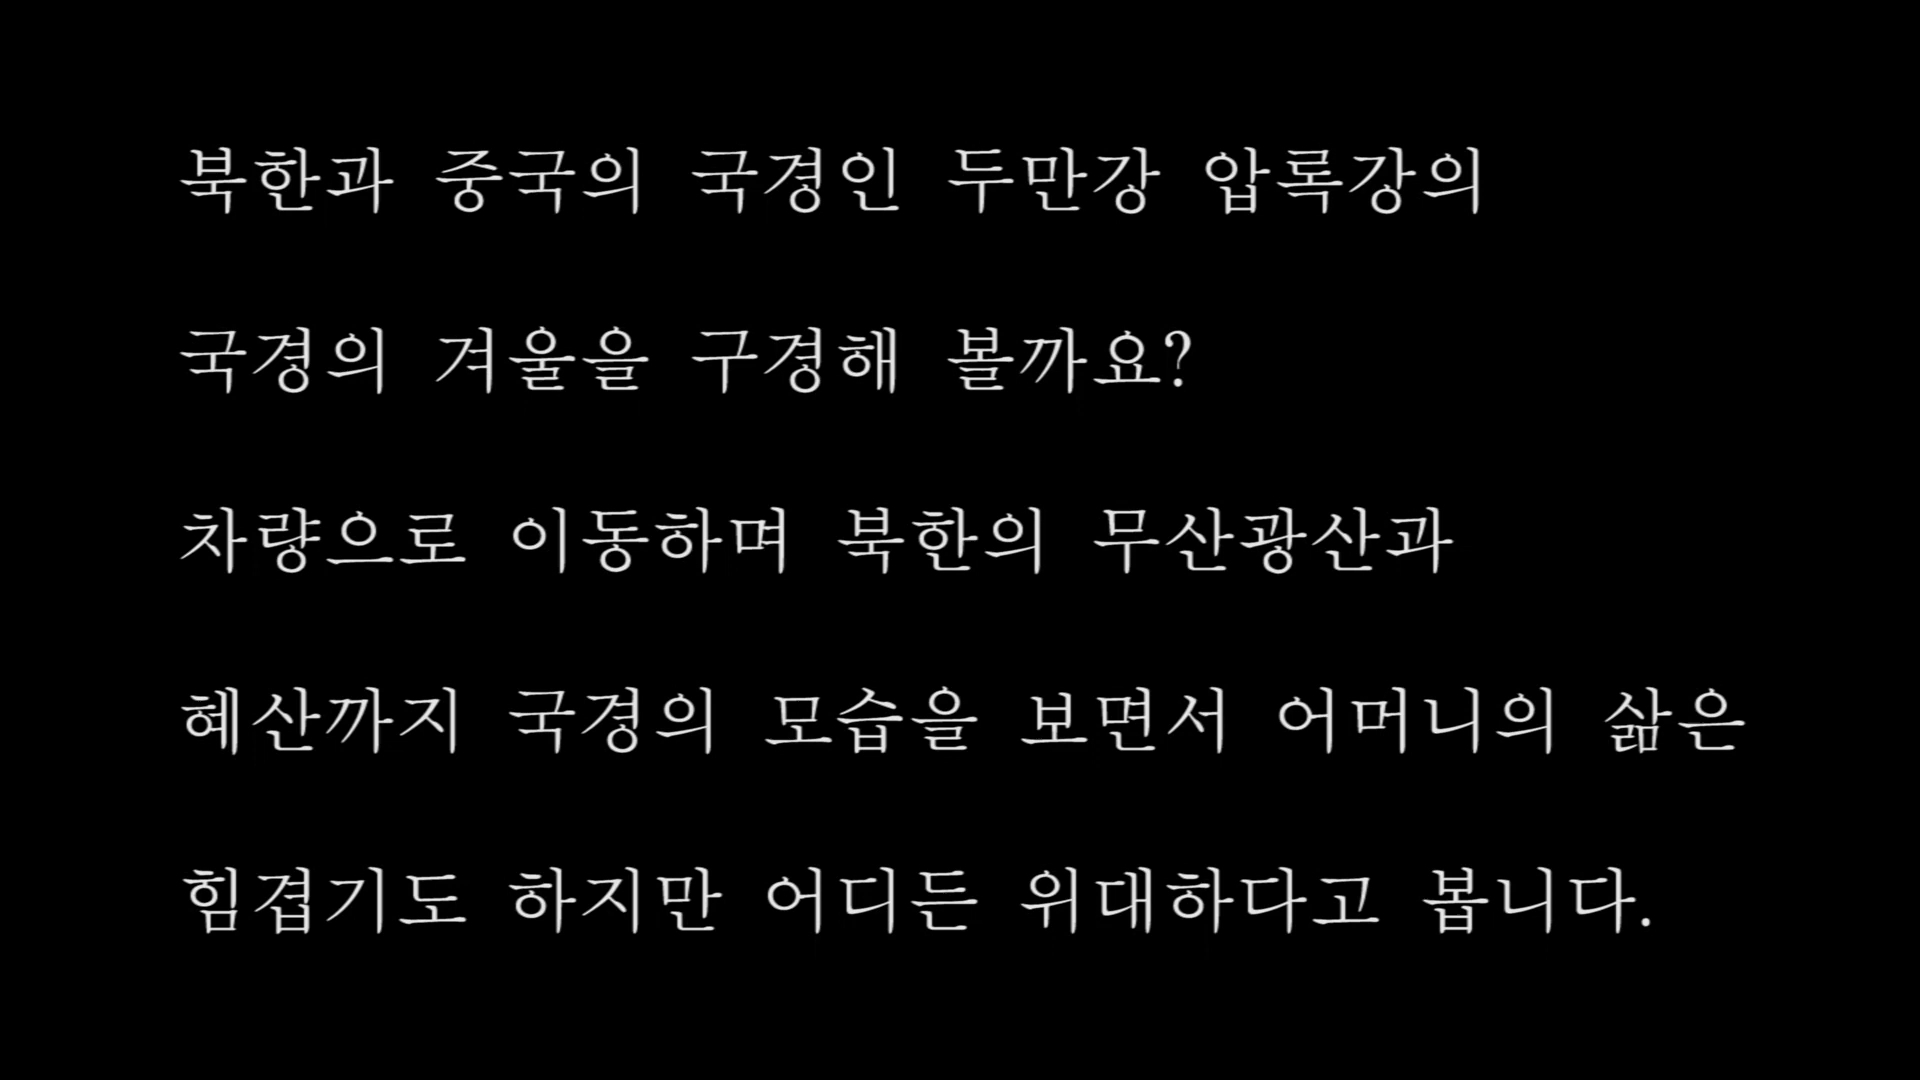 북한과 중국의 국경인 두만강 압록강의
국경의 겨울을 구경해 볼까요?
차량으로 이동하며 북한의 무산광산과
혜산까지 국경의 모습을 보면서 어머니의 삶은
힘겹기도 하지만 어디든 위대하다고 봅니다.